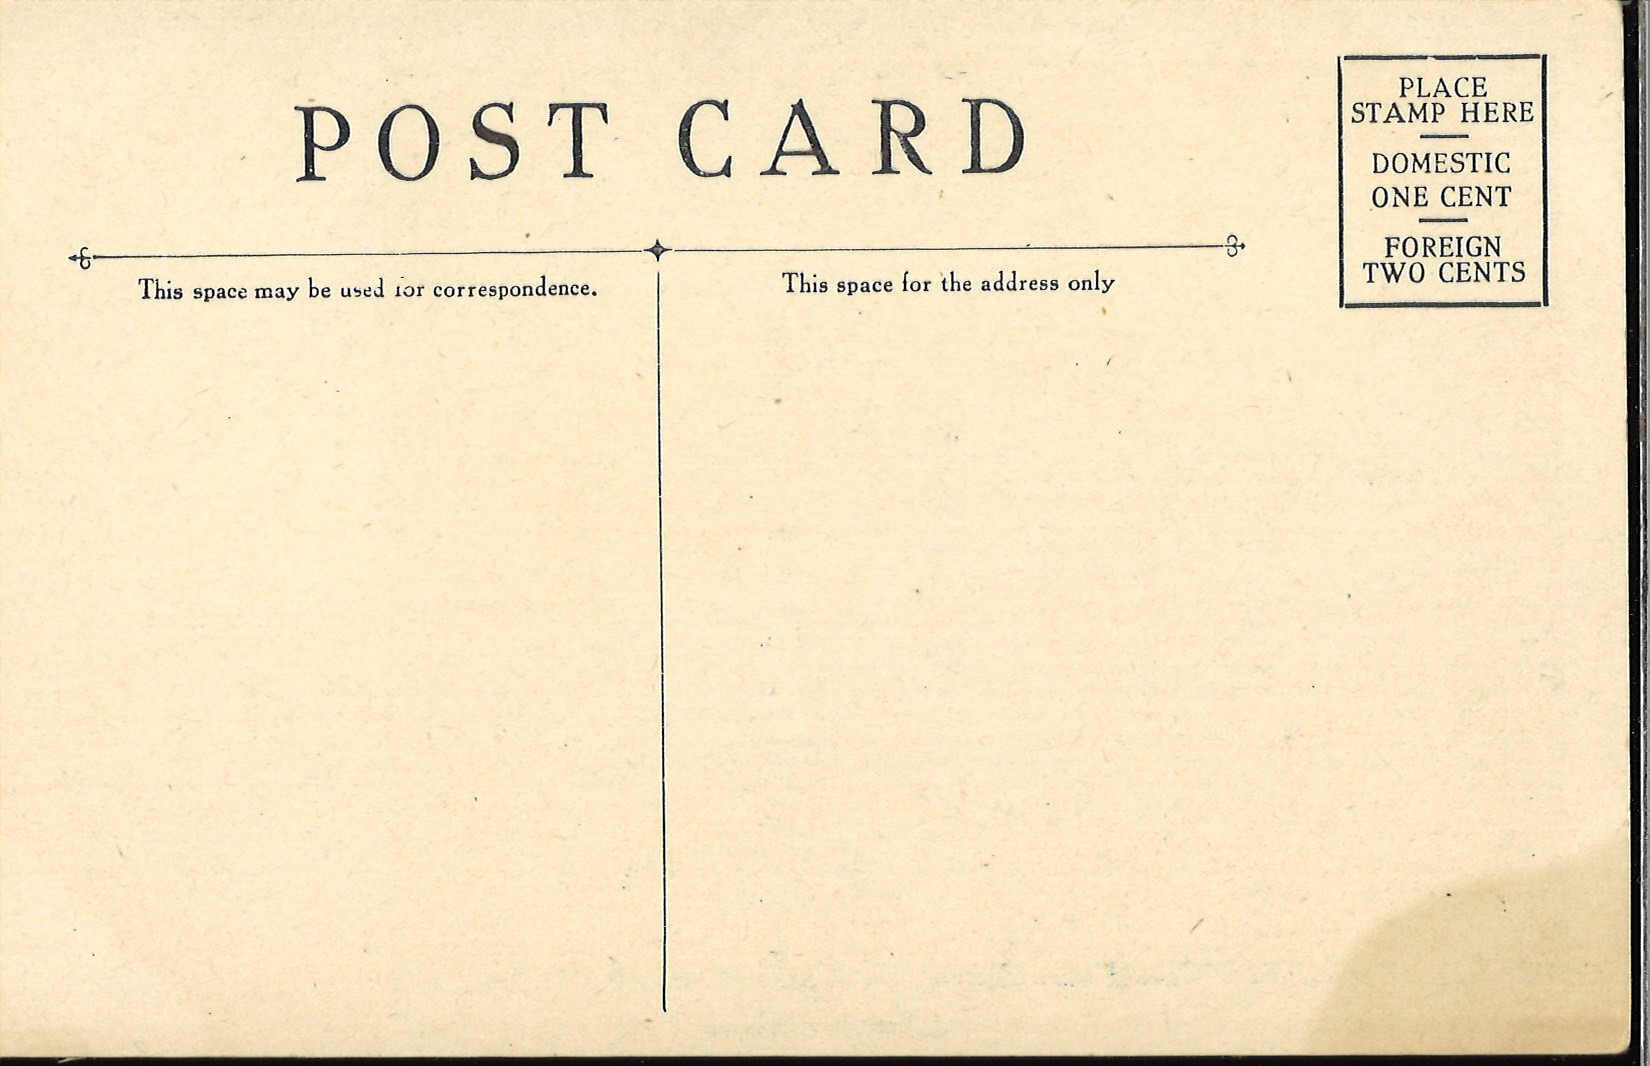 POST CARD
PLACE
STAMP HERE
DOMESTIC
ONE CENT
FOREIGN
TWO CENTS
This space may be used for correspondence.
This space for the address only